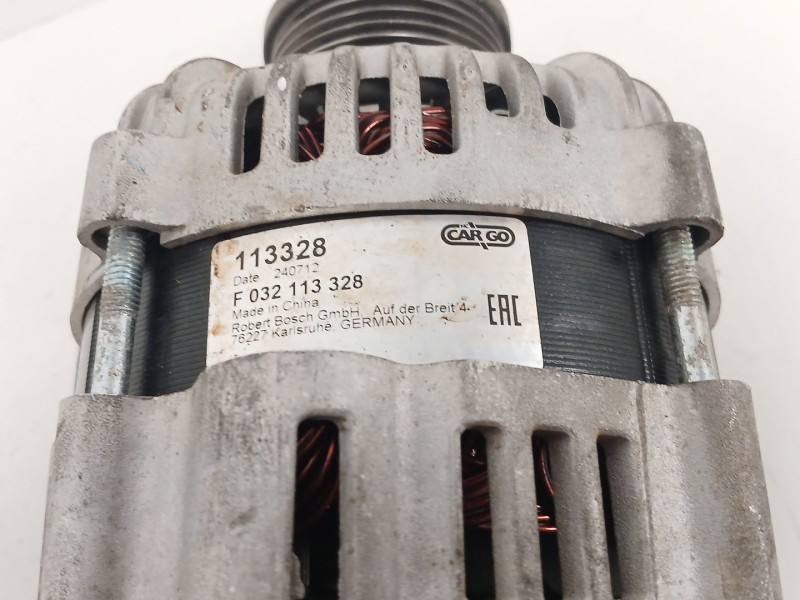 113328
HC
CARGO
Date 240712
F 032 113 328
Made in China
Robert Bosch GmbH, Auf der Breit 4
76227 Karlsruhe, GERMANY
EAC